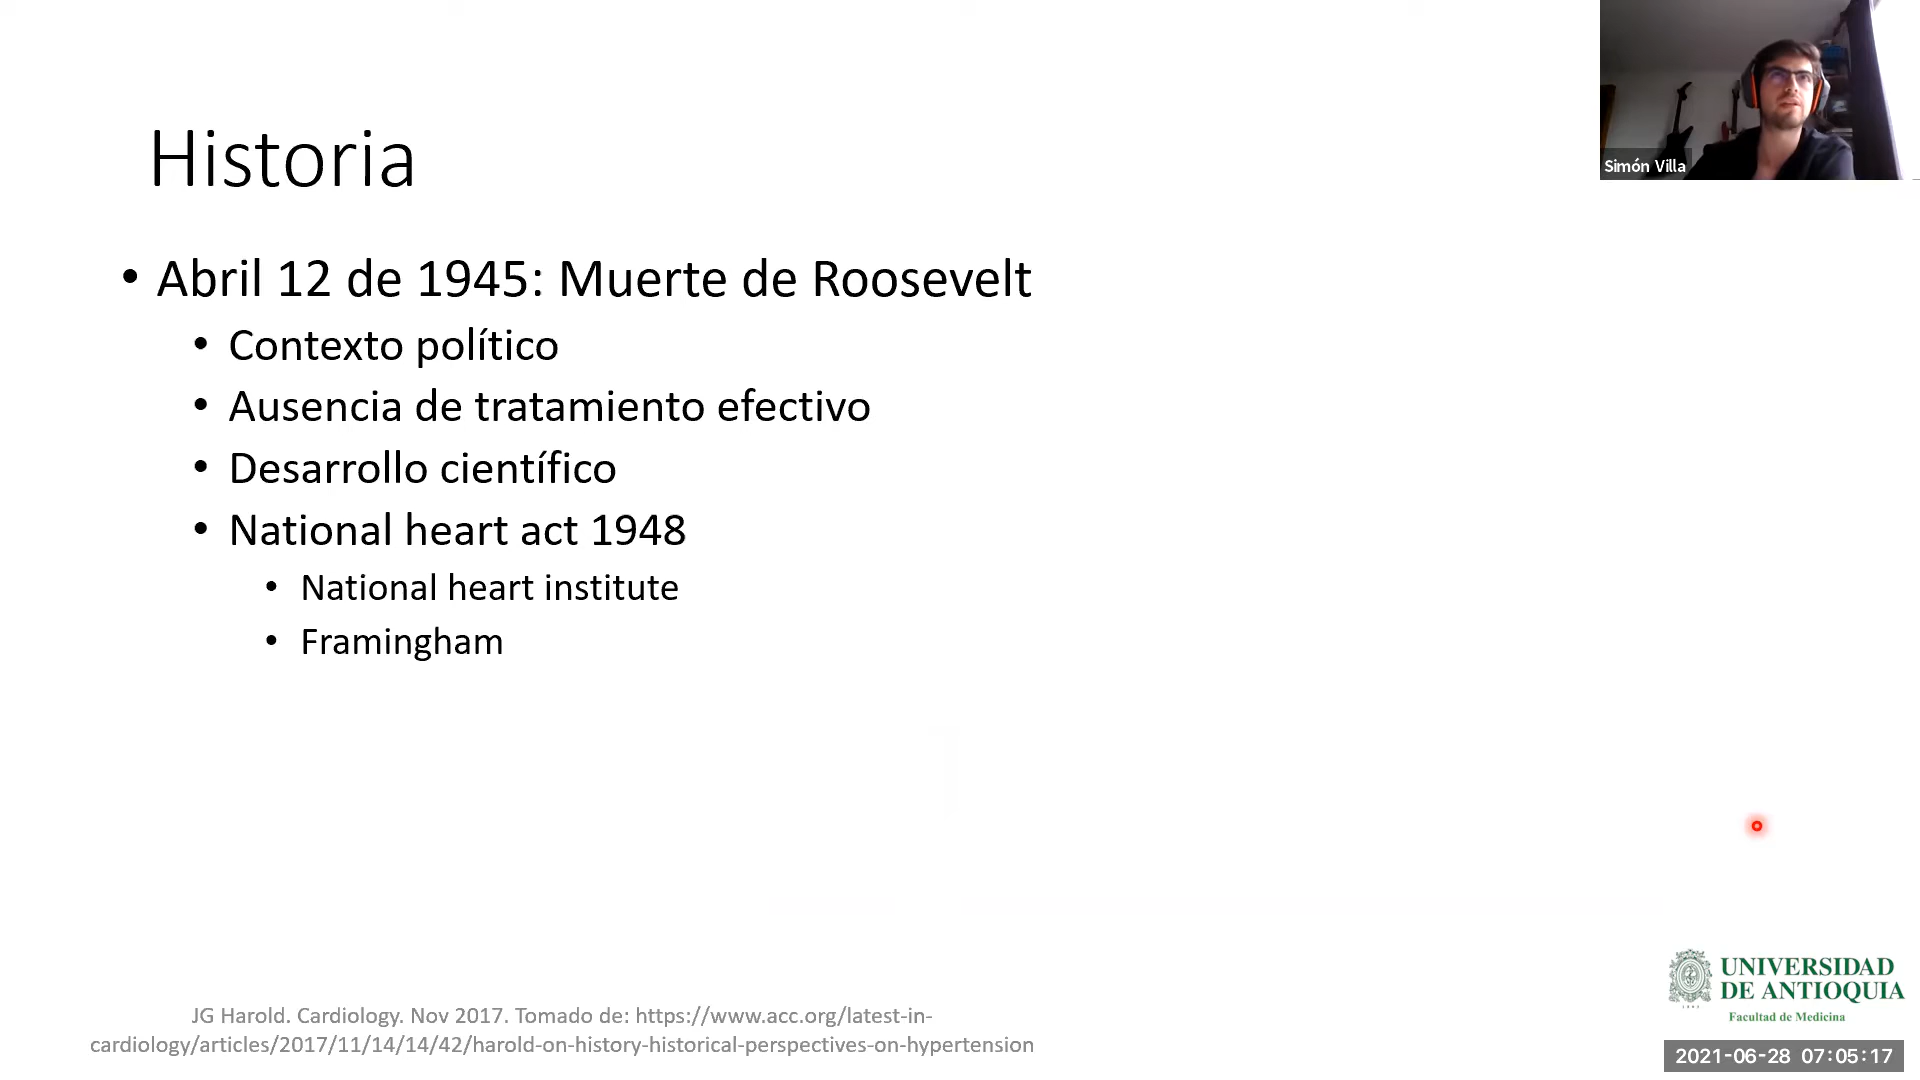 Historia
Simón Villa
• Abril 12 de 1945: Muerte de Roosevelt
• Contexto político
• Ausencia de tratamiento efectivo
• Desarrollo científico
• National heart act 1948
• National heart institute
• Framingham
UNIVERSIDAD
DE ANTIOQUIA
Facultad de Medicina
JG Harold. Cardiology. Nov 2017. Tomado de: https://www.acc.org/latest-in-
cardiology/articles/2017/11/14/14/42/harold-on-history-historical-perspectives-on-hypertension
2021-06-28 07:05:17